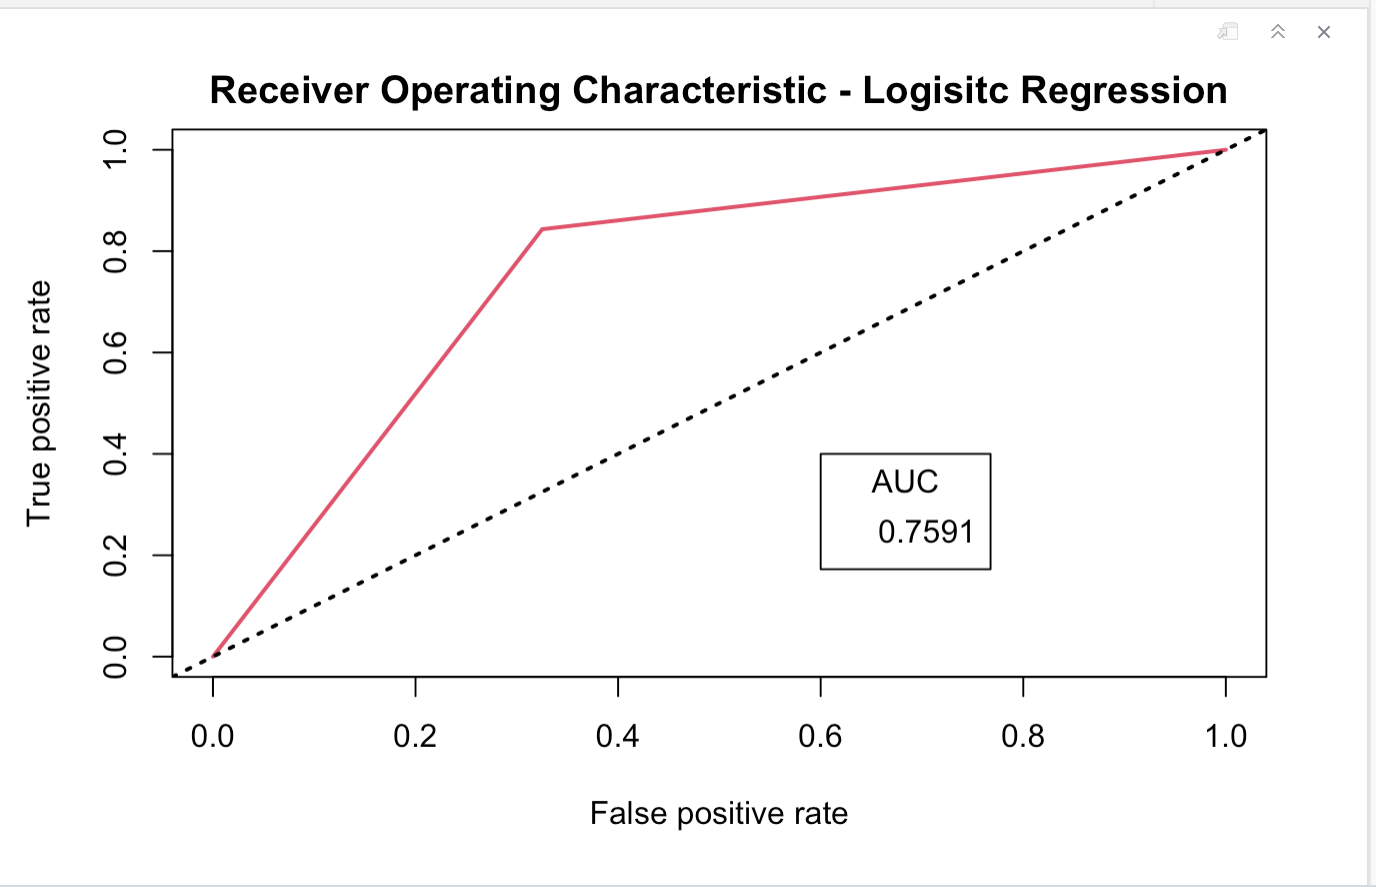 Receiver Operating Characteristic - Logisitc Regression
1.0
0.8
0.6
0.4
0.2
0.0
True positive rate
AUC
0.7591
0.0 0.2 0.4 0.6 0.8 1.0
False positive rate